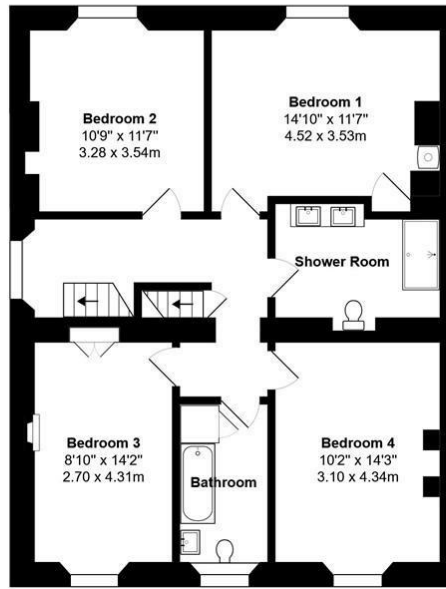 Bedroom 2
10'9" x 11'7"
3.28 x 3.54m
Bedroom 1
14'10" x 11'7"
4.52 x 3.53m
Shower Room
Bedroom 3
8'10" x 14'2"
2.70 x 4.31m
Bathroom
Bedroom 4
10'2" x 14'3"
3.10 x 4.34m